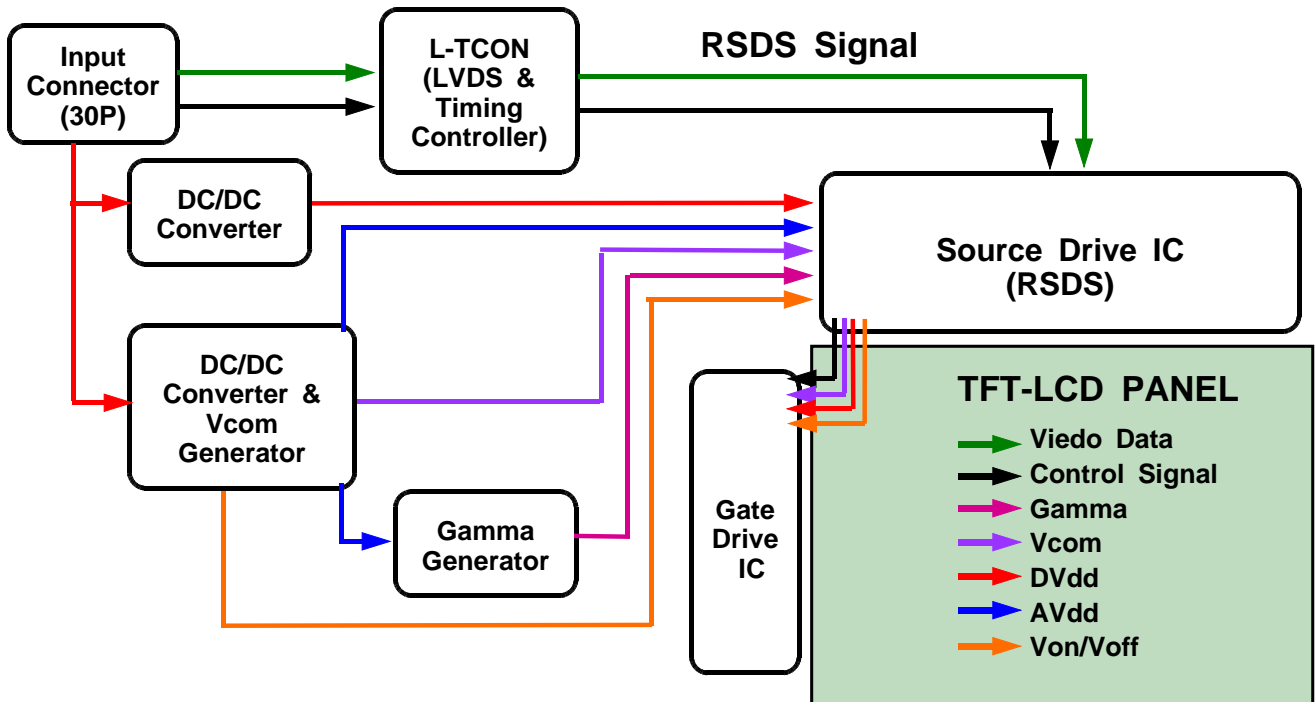 Input
Connector
(30P)
L-TCON
(LVDS &
Timing
Controller)
RSDS Signal
DC/DC
Converter
Source Drive IC
(RSDS)
DC/DC
Converter &
Vcom
Generator
Gamma
Generator
Gate
Drive
IC
TFT-LCD PANEL
Viedo Data
Control Signal
Gamma
Vcom
DVdd
AVdd
Von/Voff